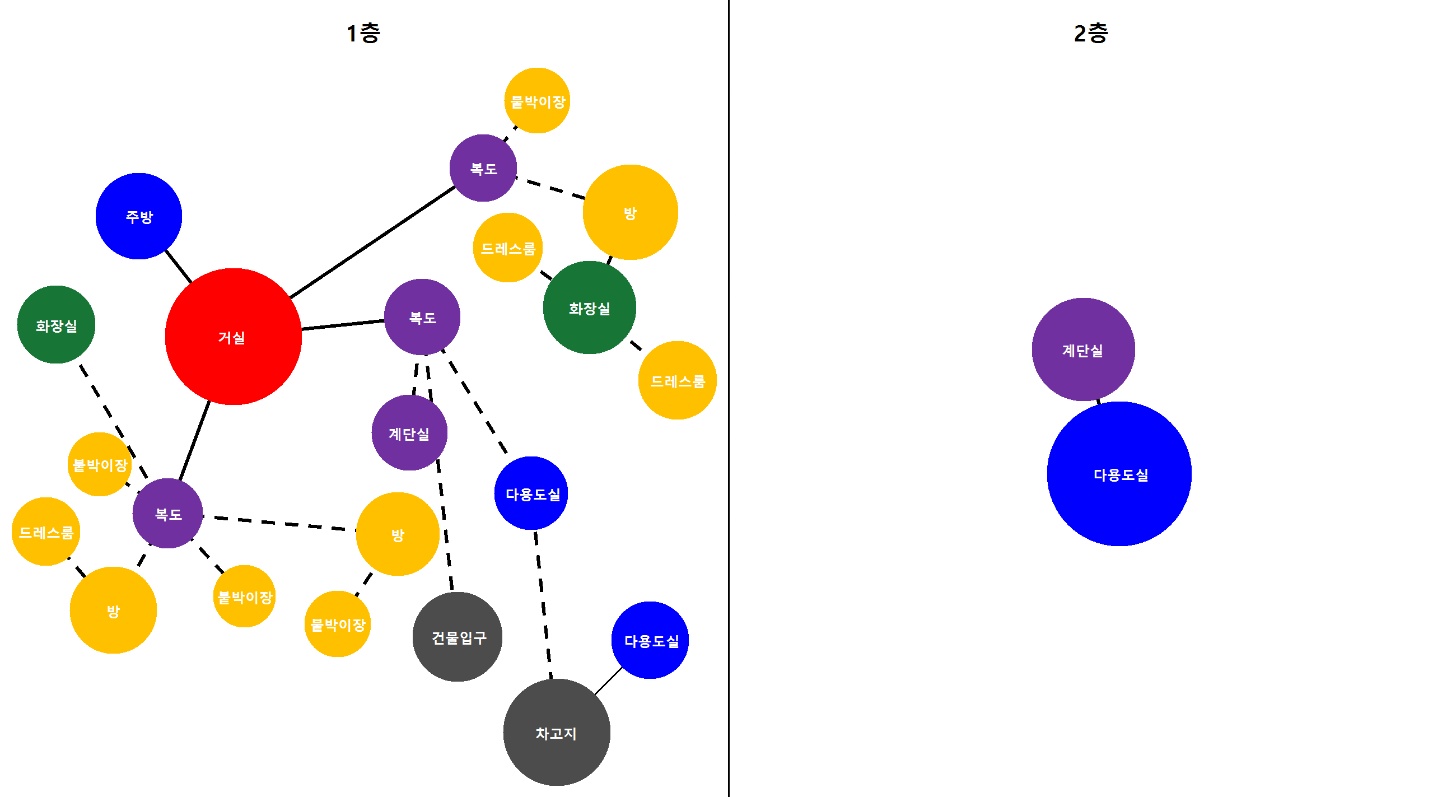 1층
2층
붙박이장
복도
주방
방
드레스룸
화장실
화장실
거실
복도
계단실
드레스룸
계단실
붙박이장
다용도실
다용도실
복도
드레스룸
방
방
붙박이장
붙박이장
건물입구
다용도실
차고지